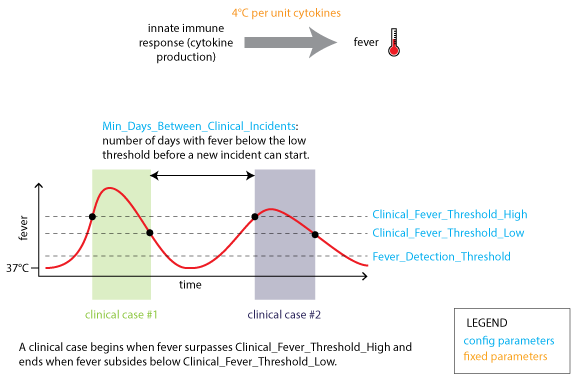 4°C per unit cytokines
innate immune
response (cytokine
production)
fever
Min_Days_Between_Clinical_Incidents:
number of days with fever below the low
threshold before a new incident can start.
fever
Clinical_Fever_Threshold_High
Clinical_Fever_Threshold_Low
Fever_Detection_Threshold
37°C
time
clinical case #1
clinical case #2
LEGEND
config parameters
fixed parameters
A clinical case begins when fever surpasses Clinical_Fever_Threshold_High and
ends when fever subsides below Clinical_Fever_Threshold_Low.